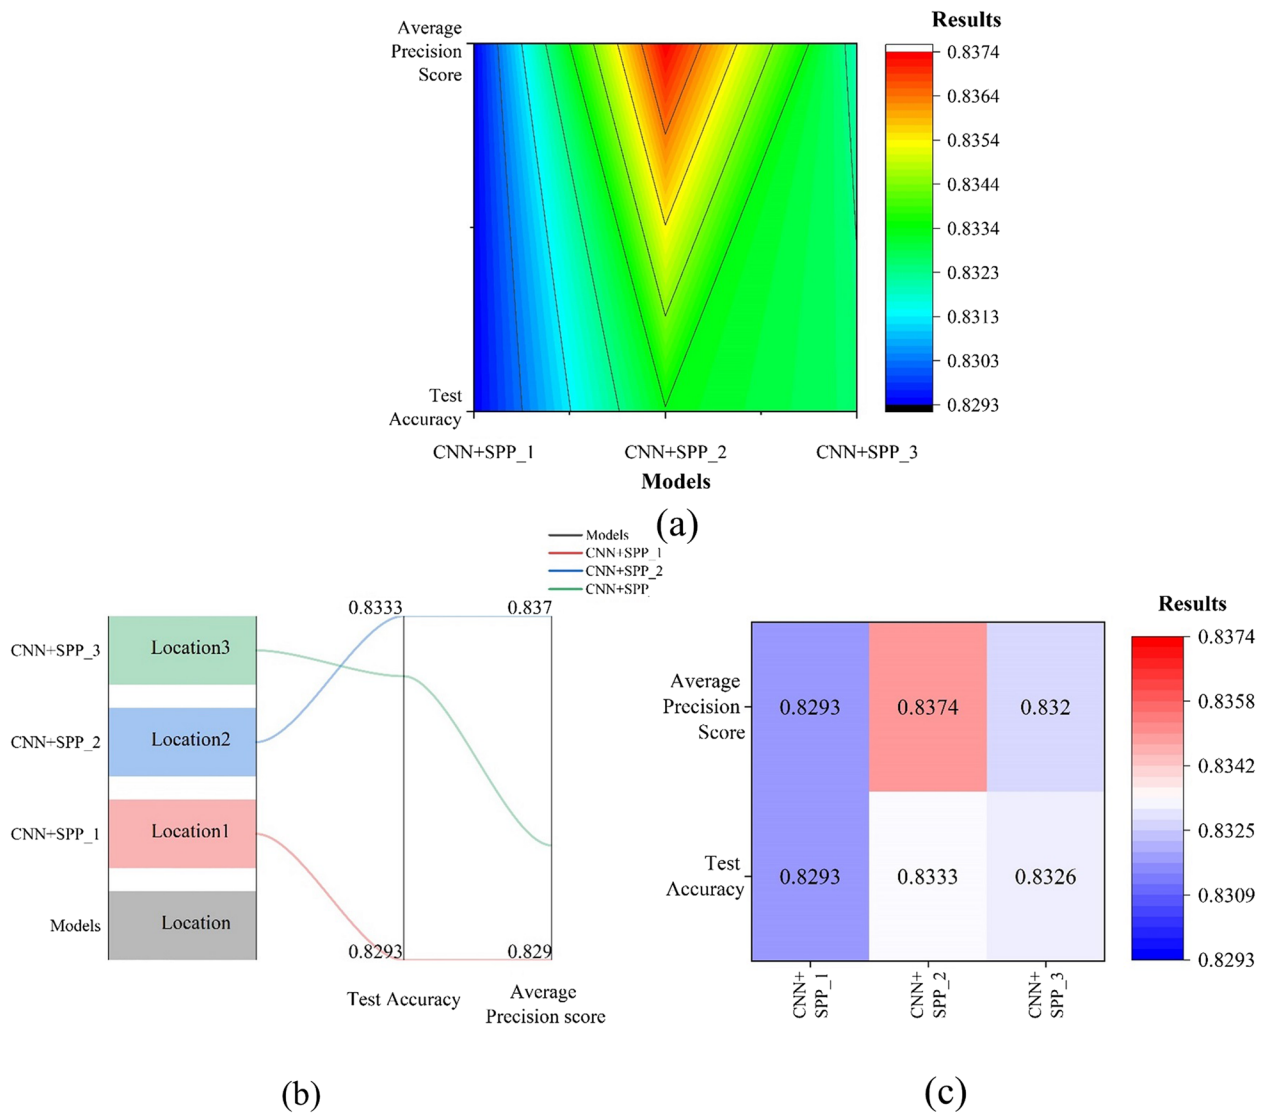 Results
Average
Precision
Score
Test
Accuracy
0.8374
0.8364
0.8354
0.8344
0.8334
0.8323
0.8313
0.8303
0.8293
CNN+SPP_1 CNN+SPP_2 CNN+SPP_3
Models
(a)
Models
CNN+SPP_1
CNN+SPP_2
CNN+SPP
0.8333 0.837
CNN+SPP_3 Location3
CNN+SPP_2 Location2
CNN+SPP_1 Location1
Models Location
0.8293 0.829
Test Accuracy
Average
Precision score
(b)
Results
Average
Precision
Score
0.8293 0.8374 0.832
Test
Accuracy
0.8293 0.8333 0.8326
CNN+
SPP_1
CNN+
SPP_2
CNN+
SPP_3
0.8374
0.8358
0.8342
0.8325
0.8309
0.8293
(c)